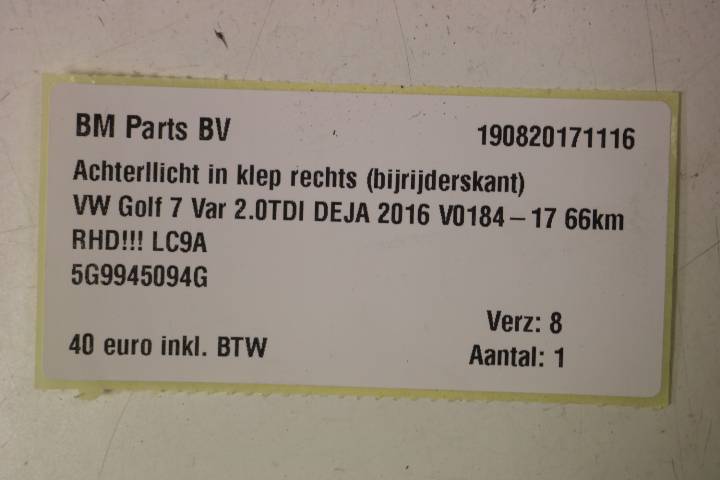 BM Parts BV 190820171116
Achterllicht in klep rechts (bijrijderskant)
VW Golf 7 Var 2.0TDI DEJA 2016 V0184-17 66km
RHD!!! LC9A
5G9945094G
Verz: 8
40 euro inkl. BTW
Aantal: 1